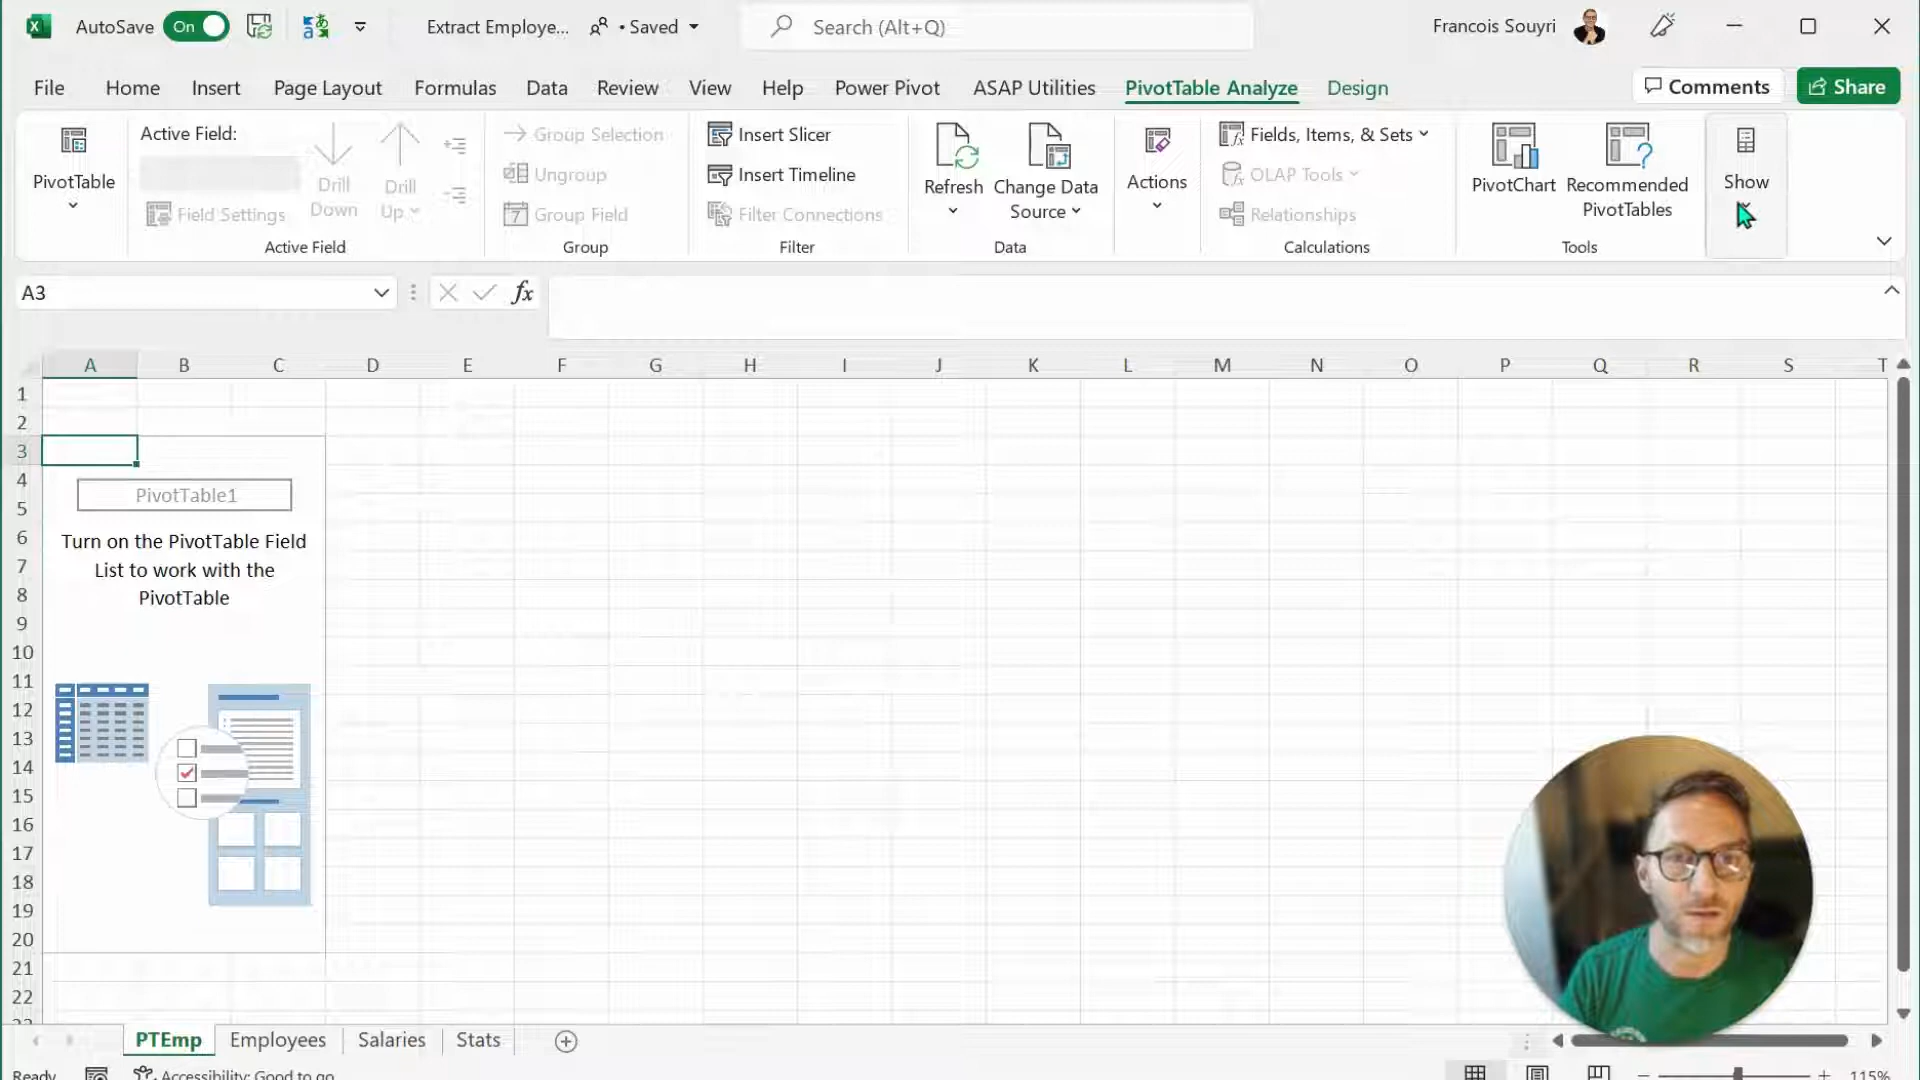 AutoSave On Extract Employe... • Saved Search (Alt+Q) Francois Souyri
File Home Insert Page Layout Formulas Data Review View Help Power Pivot ASAP Utilities PivotTable Analyze Design Comments Share
PivotTable
Active Field:
Field Settings
Drill Down
Drill Up
Active Field
Group Selection
Ungroup
Group Field
Group
Insert Slicer
Insert Timeline
Filter Connections
Filter
Refresh
Change Data Source
Data
Actions
Fields, Items, & Sets
OLAP Tools
Relationships
Calculations
PivotChart
Recommended PivotTables
Tools
Show
A3 fx
A B C D E F G H I J K L M N O P Q R S T
1
2
3
4
5
6
7
8
9
10
11
12
13
14
15
16
17
18
19
20
21
22
PivotTable1
Turn on the PivotTable Field
List to work with the
PivotTable
PTEmp Employees Salaries Stats
Ready Accessibility: Good to go 115%